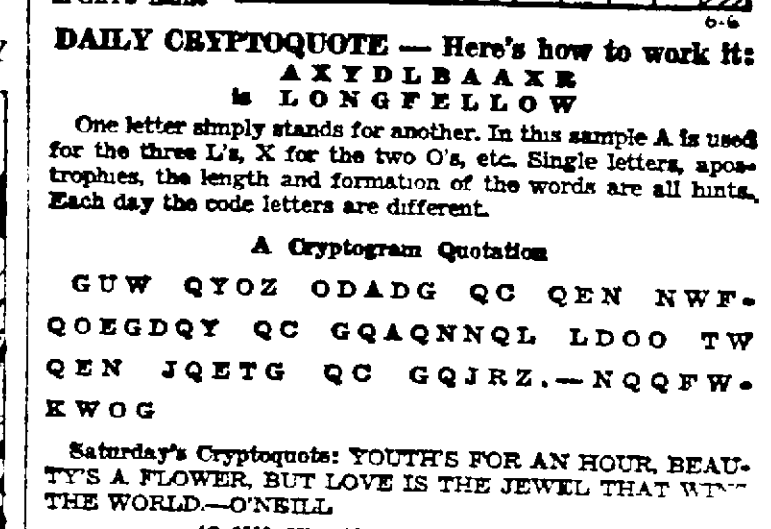 6-6
DAILY CRYPTOQUOTE — Here's how to work it:
A X Y D L B A A X R
is L O N G F E L L O W
One letter simply stands for another. In this sample A is used
for the three L's, X for the two O's, etc. Single letters, apos-
trophies, the length and formation of the words are all hints.
Each day the code letters are different.
A Cryptogram Quotation
GUW QYOZ ODADG QC QEN NWF-
QOEGDQY QC GQAQNNQL LDOO TW
QEN JQETG QC GQJRZ.—NQQFW-
KWOG
Saturday's Cryptoquote: YOUTH'S FOR AN HOUR, BEAU-
TY'S A FLOWER, BUT LOVE IS THE JEWEL THAT
THE WORLD.—O'NEILL